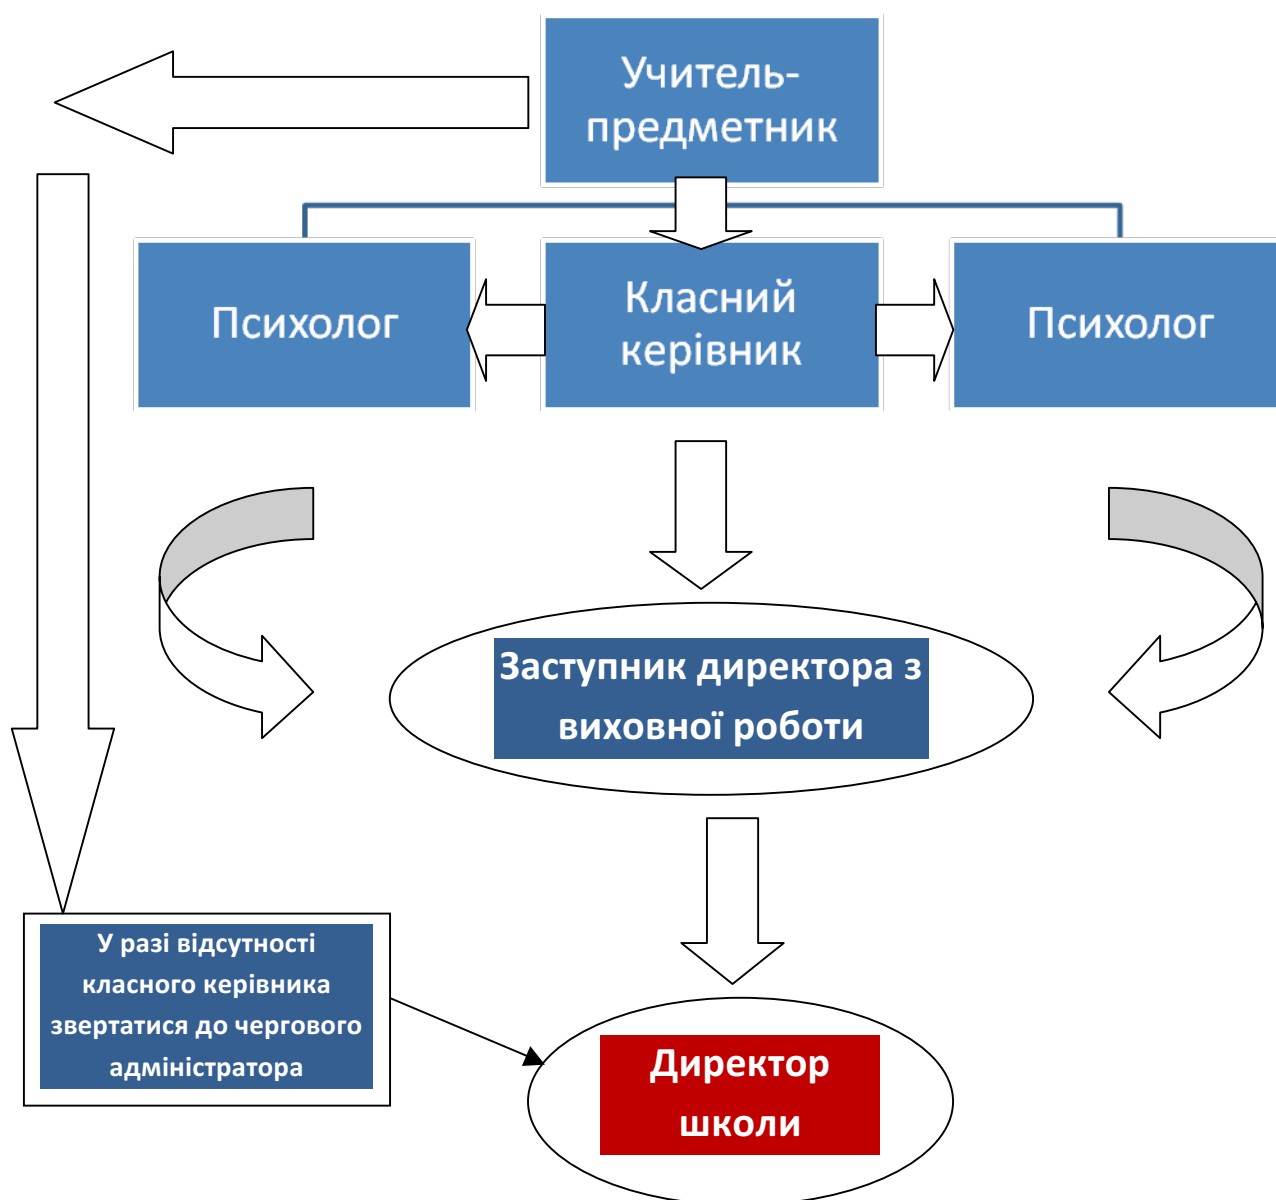 Учитель-
предметник
Психолог
Класний
керівник
Психолог
Заступник директора з
виховної роботи
У разі відсутності
класного керівника
звертатися до чергового
адміністратора
Директор
школи